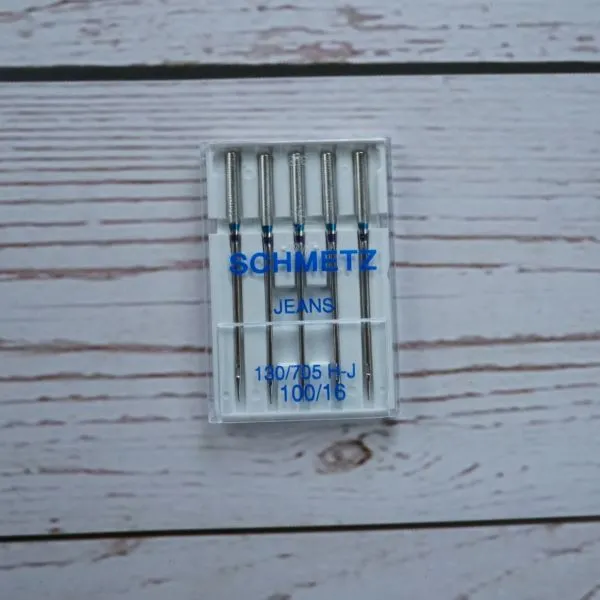 SCHMETZ
JEANS
130/705 H-J
100/16